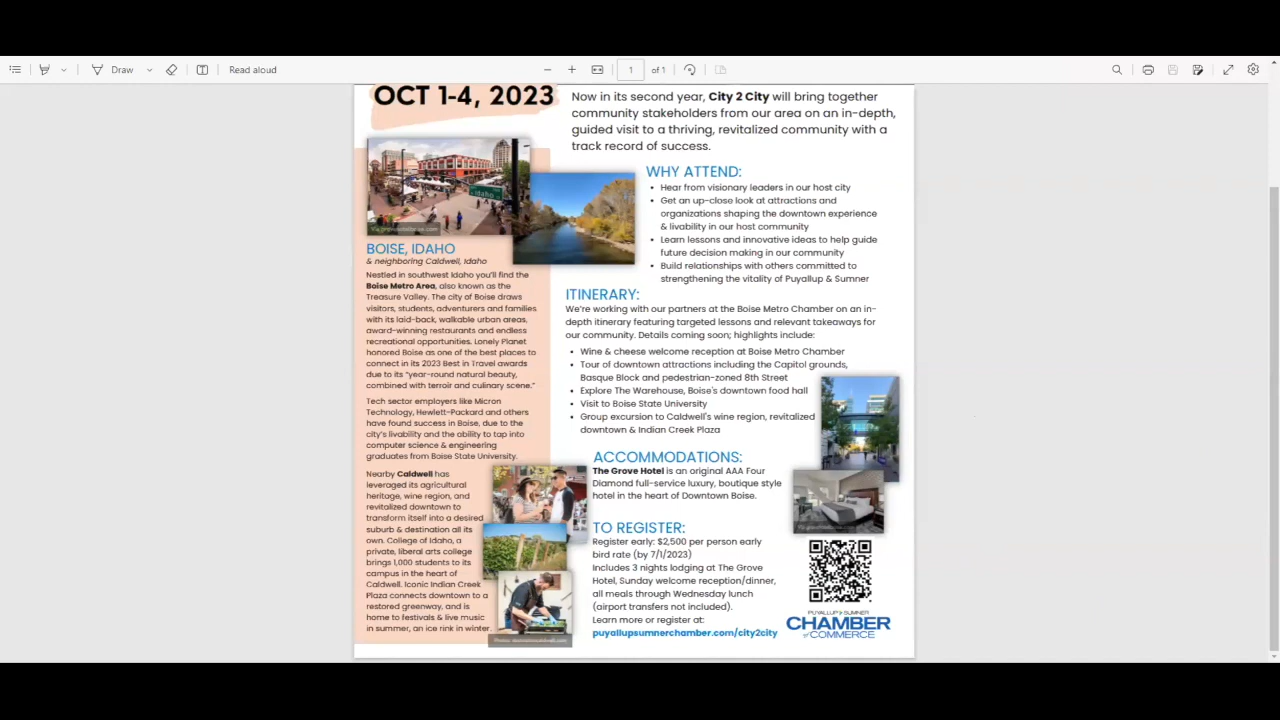 Draw
Read aloud
1
of 1
OCT 1-4, 2023
Now in its second year, City 2 City will bring together
community stakeholders from our area on an in-depth,
guided visit to a thriving, revitalized community with a
track record of success.
Idaho
BOISE, IDAHO
& neighboring Caldwell, Idaho
Nestled in southwest Idaho you'll find the
Boise Metro Area, also known as the
Treasure Valley. The city of Boise draws
visitors, students, adventurers and families
with its laid-back, walkable urban areas,
award-winning restaurants and endless
recreational opportunities. Lonely Planet
honored Boise as one of the best places to
connect in its 2023 Best in Travel awards
due to its "year-round natural beauty,
combined with terroir and culinary scene."
Tech sector employers like Micron
Technology, Hewlett-Packard and others
have found success in Boise, due to the
city's livability and the ability to tap into
computer science & engineering
graduates from Boise State University.
Nearby Caldwell has
leveraged its agricultural
heritage, wine region, and
revitalized downtown to
transform itself into a desired
suburb & destination all its
own. College of Idaho, a
private, liberal arts college
brings 1,000 students to its
campus in the heart of
Caldwell. Iconic Indian Creek
Plaza connects downtown to a
restored greenway, and is
home to festivals & live music
in summer, an ice rink in winter.
Photos: destinationcaldwell.com
WHY ATTEND:
• Hear from visionary leaders in our host city
• Get an up-close look at attractions and
organizations shaping the downtown experience
& livability in our host community
• Learn lessons and innovative ideas to help guide
future decision making in our community
• Build relationships with others committed to
strengthening the vitality of Puyallup & Sumner
ITINERARY:
We're working with our partners at the Boise Metro Chamber on an in-
depth itinerary featuring targeted lessons and relevant takeaways for
our community. Details coming soon; highlights include:
• Wine & cheese welcome reception at Boise Metro Chamber
• Tour of downtown attractions including the Capitol grounds,
Basque Block and pedestrian-zoned 8th Street
• Explore The Warehouse, Boise's downtown food hall
• Visit to Boise State University
• Group excursion to Caldwell's wine region, revitalized
downtown & Indian Creek Plaza
ACCOMMODATIONS:
The Grove Hotel is an original AAA Four
Diamond full-service luxury, boutique style
hotel in the heart of Downtown Boise.
TO REGISTER:
Register early: $2,500 per person early
bird rate (by 7/1/2023)
Includes 3 nights lodging at The Grove
Hotel, Sunday welcome reception/dinner,
all meals through Wednesday lunch
(airport transfers not included).
Learn more or register at:
puyallupsumnerchamber.com/city2city
PUYALLUP SUMNER
CHAMBER
of COMMERCE